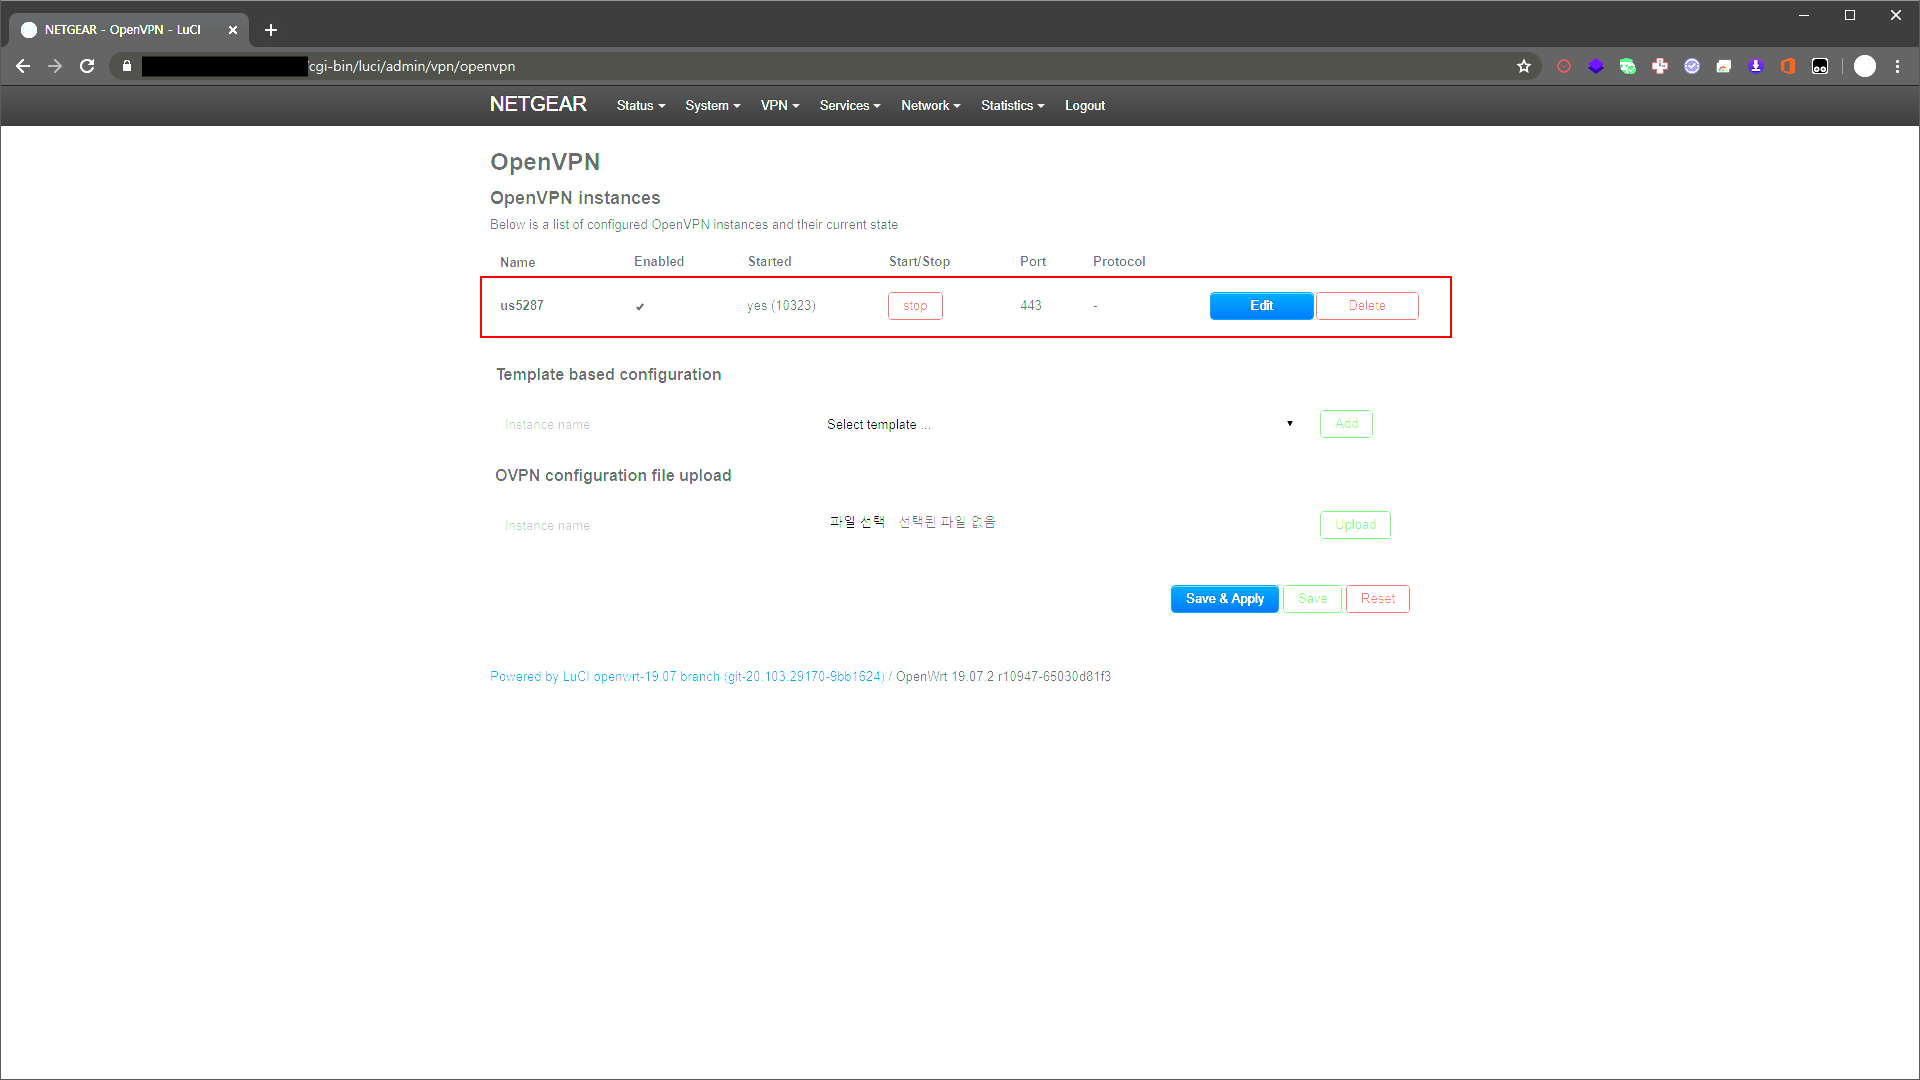 NETGEAR - OpenVPN - LuCI
/cgi-bin/luci/admin/vpn/openvpn
NETGEAR Status System VPN Services Network Statistics Logout
OpenVPN
OpenVPN instances
Below is a list of configured OpenVPN instances and their current state
Name Enabled Started Start/Stop Port Protocol
us5287 ✔ yes (10323) stop 443 - Edit Delete
Template based configuration
Instance name Select template ... Add
OVPN configuration file upload
Instance name 파일 선택 선택된 파일 없음 Upload
Save & Apply Save Reset
Powered by LuCI openwrt-19.07 branch (git-20.103.29170-9bb1624) / OpenWrt 19.07.2 r10947-65030d81f3